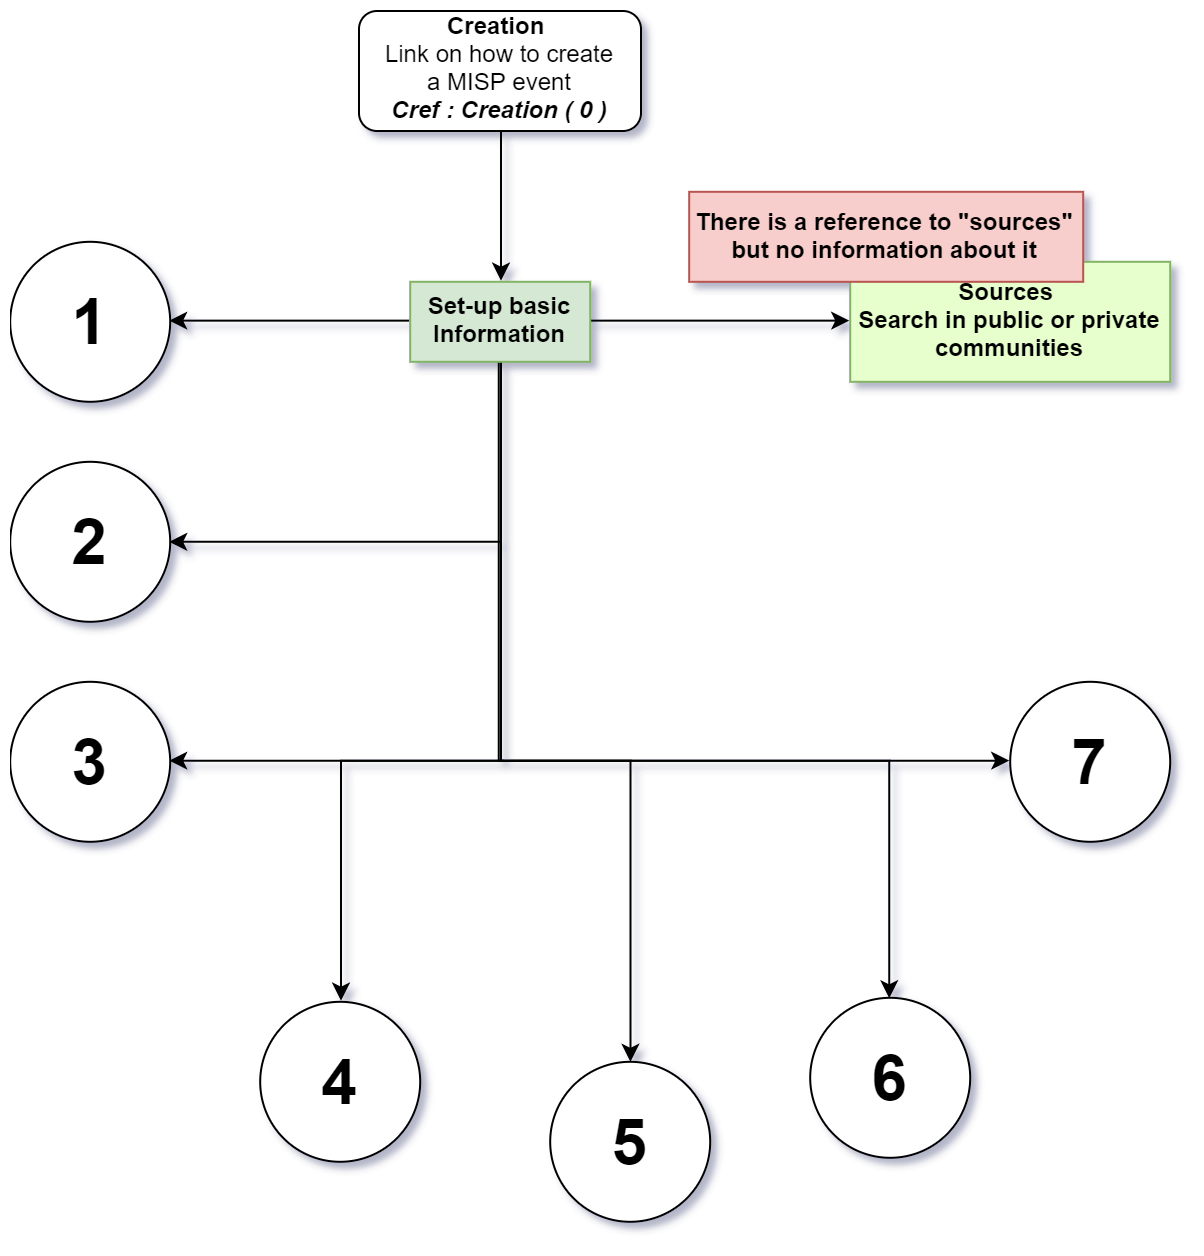 Creation
Link on how to create
a MISP event
Cref : Creation ( 0 )
There is a reference to "sources"
but no information about it
Set-up basic
Information
Sources
Search in public or private
communities
1
2
3
7
4
5
6